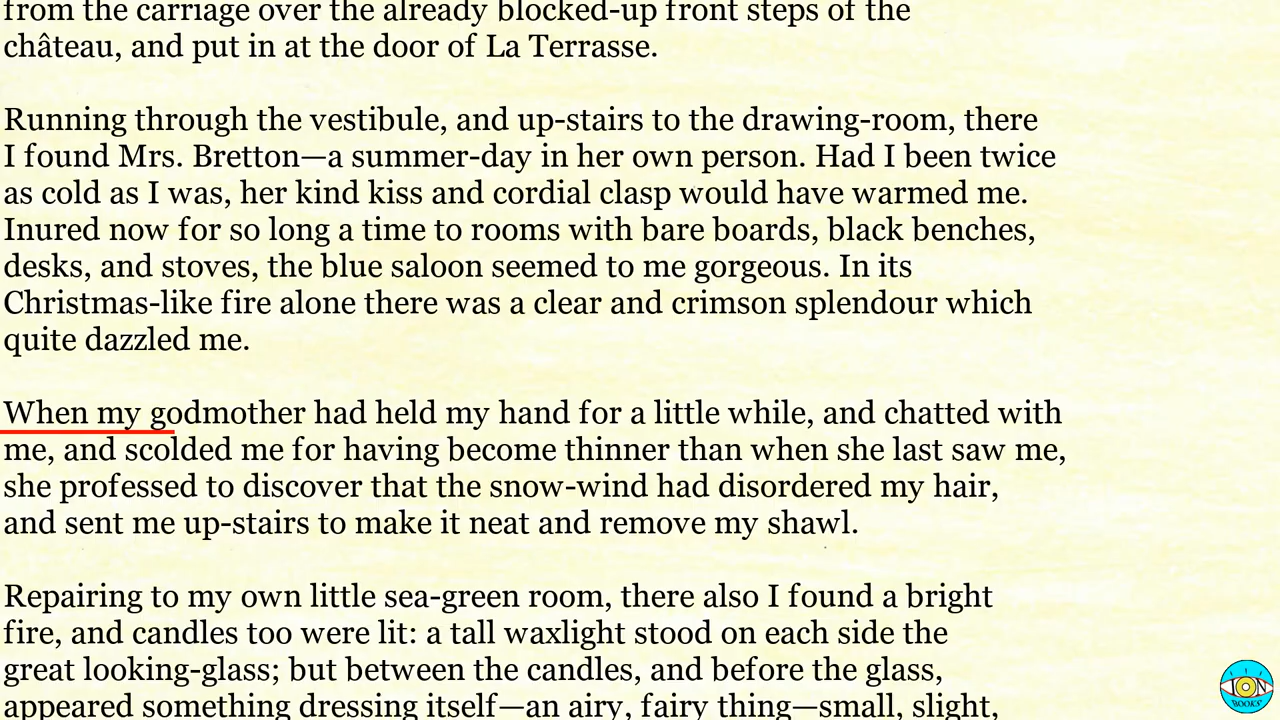 from the carriage over the already blocked-up front steps of the
château, and put in at the door of La Terrasse.
Running through the vestibule, and up-stairs to the drawing-room, there
I found Mrs. Bretton—a summer-day in her own person. Had I been twice
as cold as I was, her kind kiss and cordial clasp would have warmed me.
Inured now for so long a time to rooms with bare boards, black benches,
desks, and stoves, the blue saloon seemed to me gorgeous. In its
Christmas-like fire alone there was a clear and crimson splendour which
quite dazzled me.
When my godmother had held my hand for a little while, and chatted with
me, and scolded me for having become thinner than when she last saw me,
she professed to discover that the snow-wind had disordered my hair,
and sent me up-stairs to make it neat and remove my shawl.
Repairing to my own little sea-green room, there also I found a bright
fire, and candles too were lit: a tall waxlight stood on each side the
great looking-glass; but between the candles, and before the glass,
appeared something dressing itself—an airy, fairy thing—small, slight,
ION
BOOKS